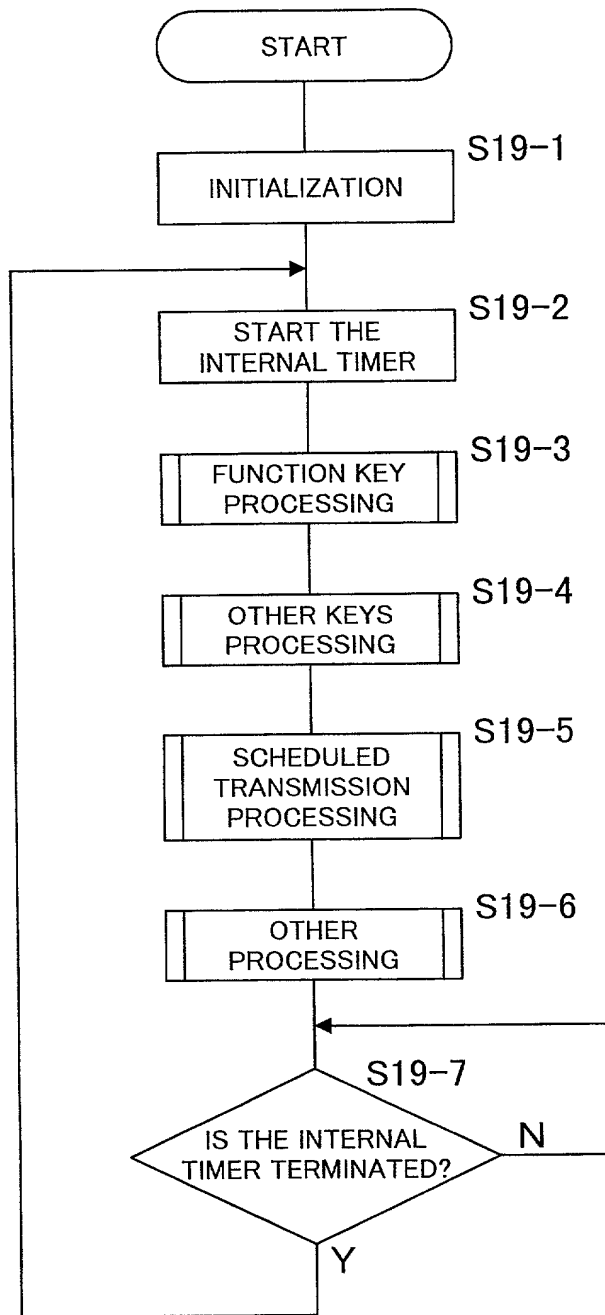 START
S19-1
INITIALIZATION
S19-2
START THE
INTERNAL TIMER
S19-3
FUNCTION KEY
PROCESSING
S19-4
OTHER KEYS
PROCESSING
S19-5
SCHEDULED
TRANSMISSION
PROCESSING
S19-6
OTHER
PROCESSING
S19-7
IS THE INTERNAL
TIMER TERMINATED?
N
Y